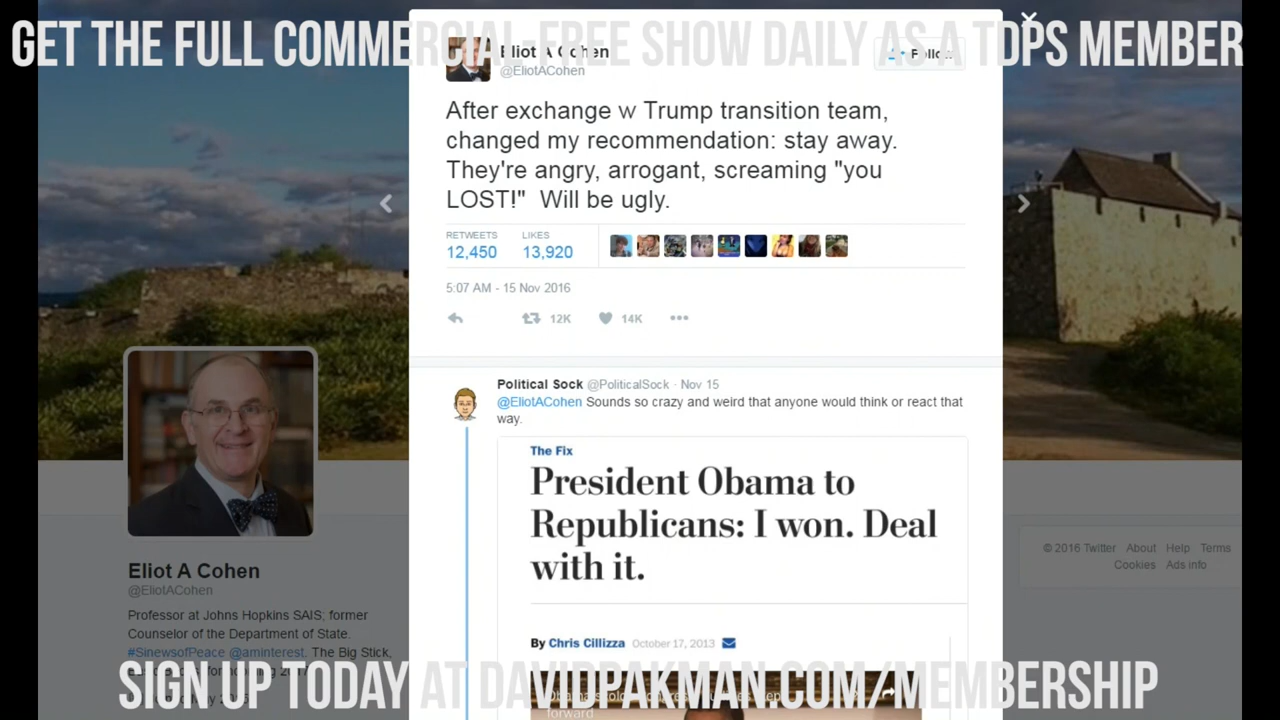 GET THE FULL COMMERCIAL-FREE SHOW DAILY AS A TDPS MEMBER
Eliot A Cohen
@EliotACohen
Follow
After exchange w Trump transition team,
changed my recommendation: stay away.
They're angry, arrogant, screaming "you
LOST!" Will be ugly.
RETWEETS LIKES
12,450 13,920
5:07 AM - 15 Nov 2016
12K 14K
Political Sock @PoliticalSock · Nov 15
@EliotACohen Sounds so crazy and weird that anyone would think or react that
way.
The Fix
President Obama to
Republicans: I won. Deal
with it.
By Chris Cillizza October 17, 2013
Eliot A Cohen
@EliotACohen
Professor at Johns Hopkins SAIS; former
Counselor of the Department of State.
#SinewsofPeace @aminterest. The Big Stick,
© 2016 Twitter About Help Terms
Cookies Ads info
SIGN UP TODAY AT DAVIDPAKMAN.COM/MEMBERSHIP
forward